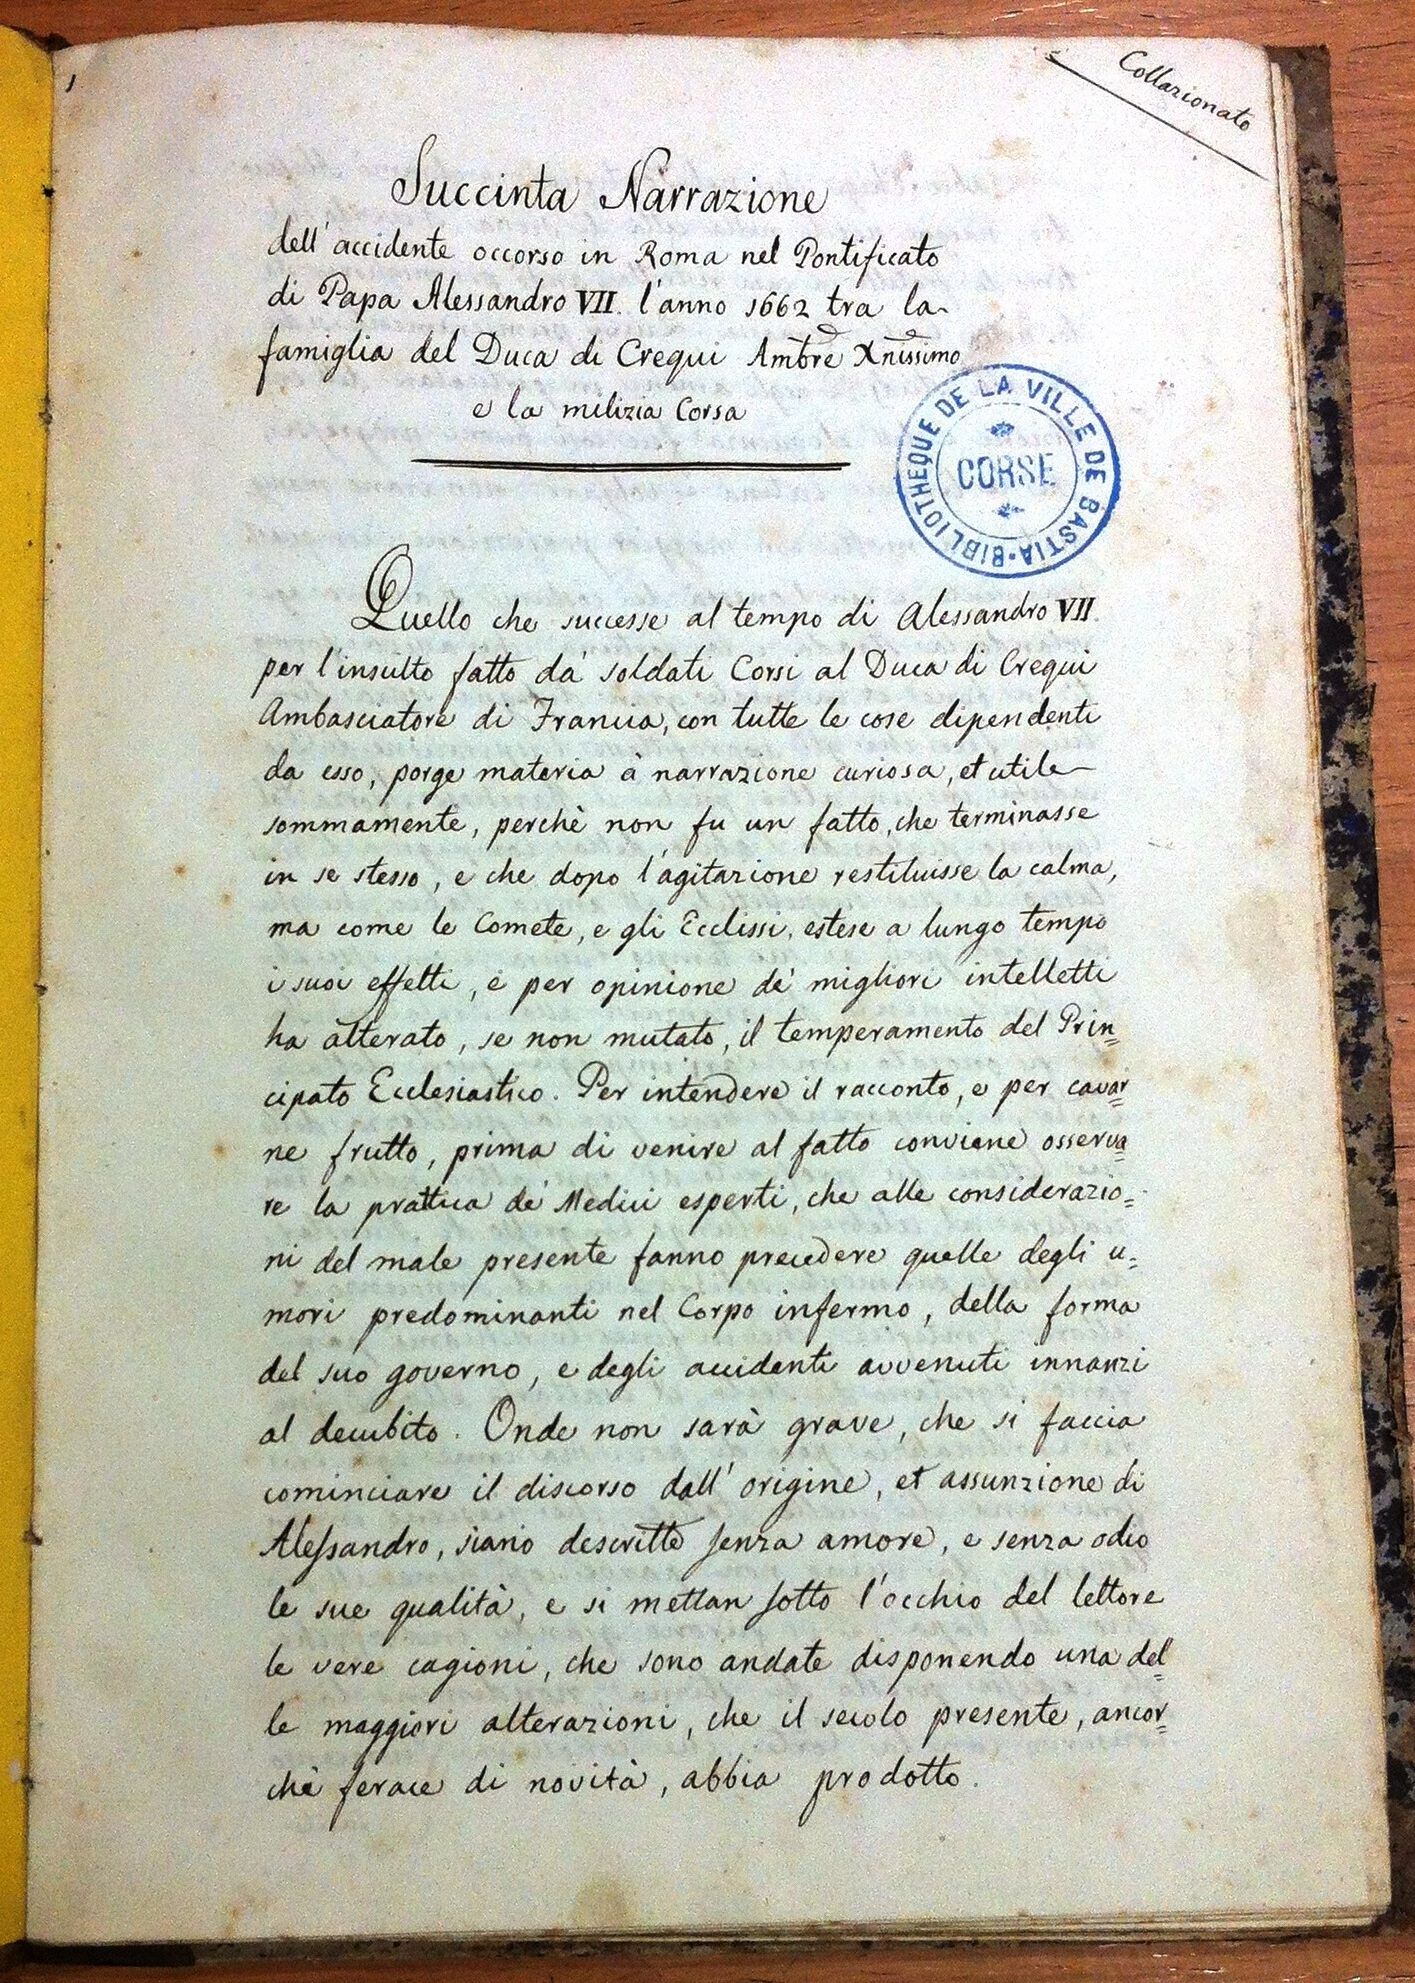 1
Collazionato
Succinta Narrazione
dell'accidente occorso in Roma nel Pontificato
di Papa Alessandro VII. l'anno 1662 tra la
famiglia del Duca di Crequi Ambre Xnissimo
e la milizia Corsa
BIBLIOTHEQUE DE LA VILLE DE BASTIA
CORSE
Quello che successe al tempo di Alessandro VII.
per l'insulto fatto da' soldati Corsi al Duca di Crequi
Ambasciatore di Francia, con tutte le cose dipendenti
da esso, porge materia à narrazione curiosa, et utile
sommamente, perchè non fu un fatto, che terminasse
in se stesso, e che dopo l'agitazione restituisse la calma,
ma come le Comete, e gli Ecclissi, estese a lungo tempo
i suoi effetti, e per opinione de' migliori intelletti
ha alterato, se non mutato, il temperamento del Prin=
cipato Ecclesiastico. Per intendere il racconto, e per cavar=
ne frutto, prima di venire al fatto conviene osserva=
re la prattica de' Medici esperti, che alle considerazio=
ni del male presente fanno precedere quelle degli u=
mori predominanti nel Corpo infermo, della forma
del suo governo, e degli accidenti avvenuti innanzi
al decubito. Onde non sarà grave, che si faccia
cominciare il discorso dall'origine, et assunzione di
Alessandro, siano descritte senza amore, e senza odio
le sue qualità, e si mettan sotto l'occhio del lettore
le vere cagioni, che sono andate disponendo una del=
le maggiori alterazioni, che il secolo presente, ancor=
chè ferace di novità, abbia prodotto.